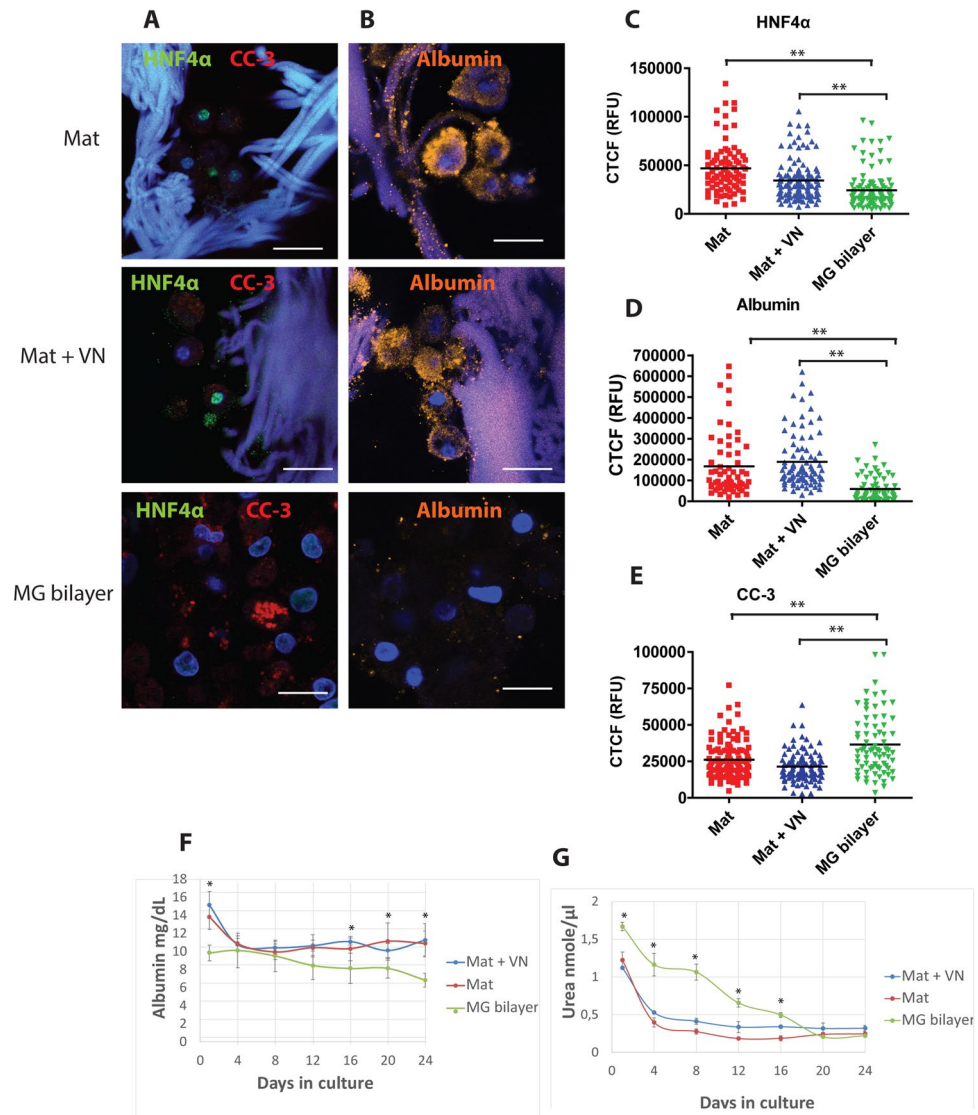 A
B
HNF4α CC-3
Albumin
Mat
HNF4α CC-3
Albumin
Mat + VN
HNF4α CC-3
Albumin
MG bilayer
C
HNF4α
**
**
CTCF (RFU)
150000
100000
50000
0
Mat
Mat + VN
MG bilayer
D
Albumin
**
**
CTCF (RFU)
700000
600000
500000
400000
300000
200000
100000
0
Mat
Mat + VN
MG bilayer
E
CC-3
**
**
CTCF (RFU)
100000
75000
50000
25000
0
Mat
Mat + VN
MG bilayer
F
Albumin mg/dL
18
16
14
12
10
8
6
4
2
0
* * * *
0 4 8 12 16 20 24
Days in culture
Mat + VN
Mat
MG bilayer
G
Urea nmole/µl
2
1,5
1
0,5
0
* * * * *
0 4 8 12 16 20 24
Days in culture
Mat + VN
Mat
MG bilayer